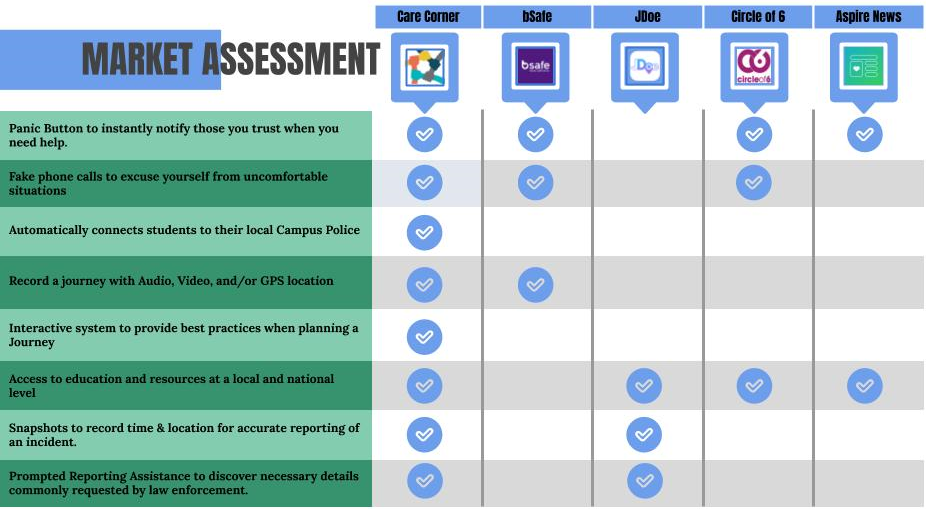 Care Corner
bSafe
JDoe
Circle of 6
Aspire News
MARKET ASSESSMENT
bsafe
JDoe
circleof6
Panic Button to instantly notify those you trust when you
need help.
Fake phone calls to excuse yourself from uncomfortable
situations
Automatically connects students to their local Campus Police
Record a journey with Audio, Video, and/or GPS location
Interactive system to provide best practices when planning a
Journey
Access to education and resources at a local and national
level
Snapshots to record time & location for accurate reporting of
an incident.
Prompted Reporting Assistance to discover necessary details
commonly requested by law enforcement.